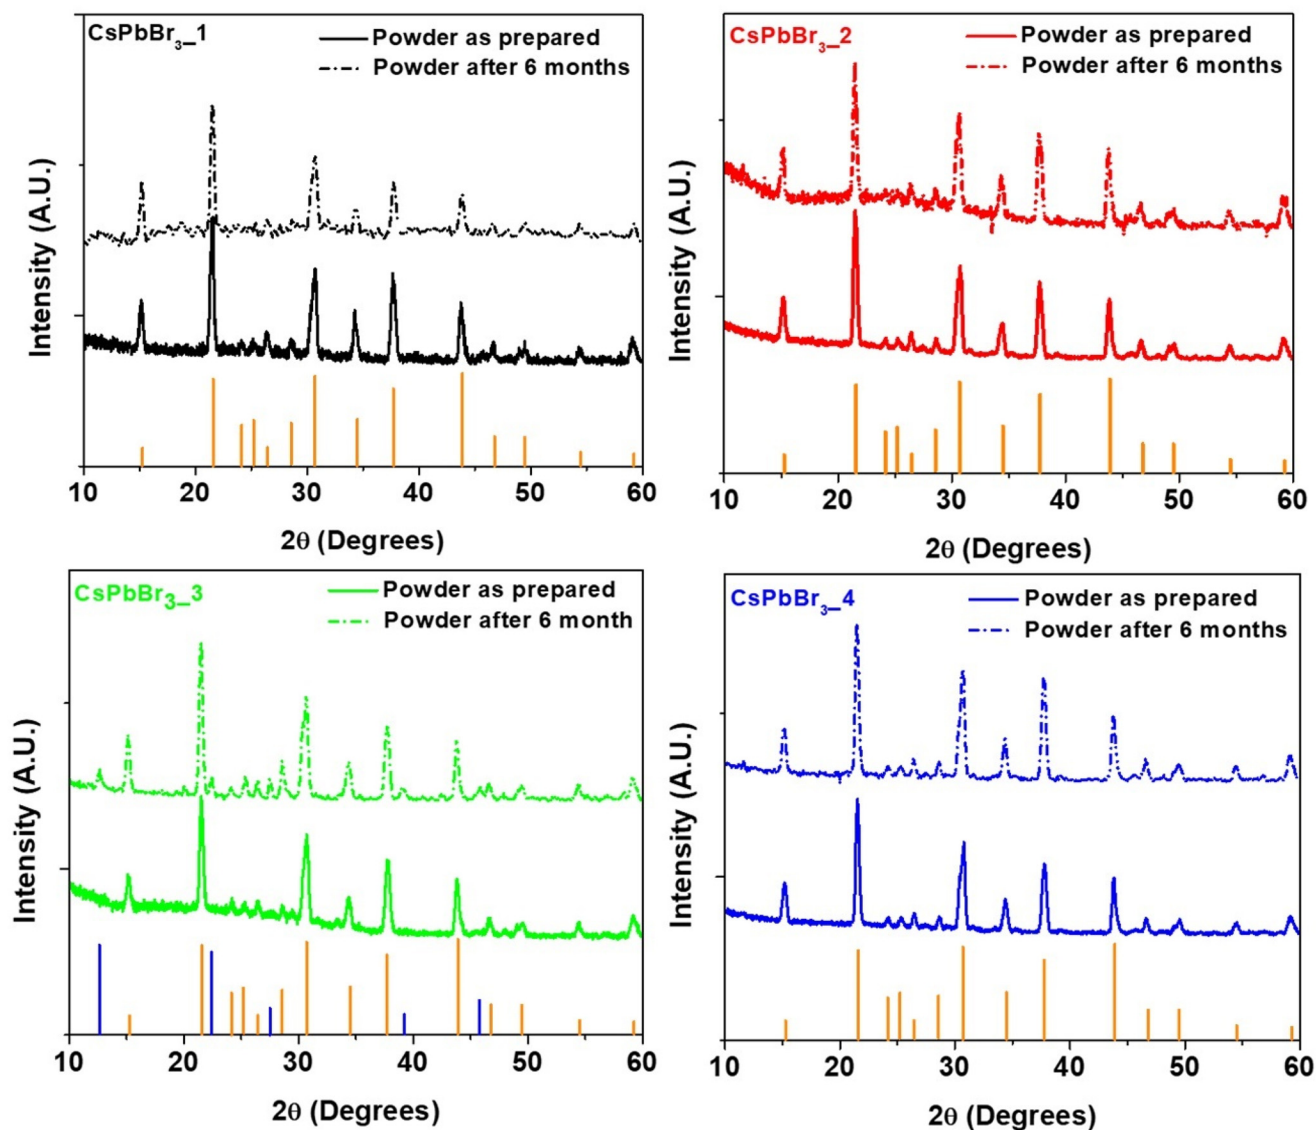 CsPbBr₃_1
Powder as prepared
Powder after 6 months
Intensity (A.U.)
10 20 30 40 50 60
2θ (Degrees)
CsPbBr₃_2
Powder as prepared
Powder after 6 months
Intensity (A.U.)
10 20 30 40 50 60
2θ (Degrees)
CsPbBr₃_3
Powder as prepared
Powder after 6 month
Intensity (A.U.)
10 20 30 40 50 60
2θ (Degrees)
CsPbBr₃_4
Powder as prepared
Powder after 6 months
Intensity (A.U.)
10 20 30 40 50 60
2θ (Degrees)